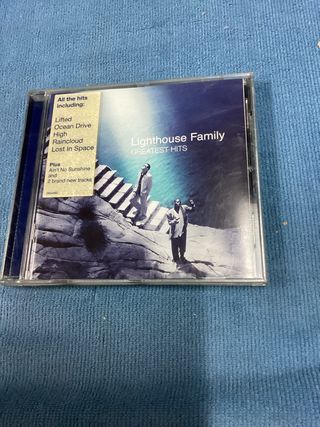 All the hits
including:
Lifted
Ocean Drive
High
Raincloud
Lost In Space
Plus
Ain't No Sunshine
and
2 brand new tracks
Lighthouse Family
GREATEST HITS